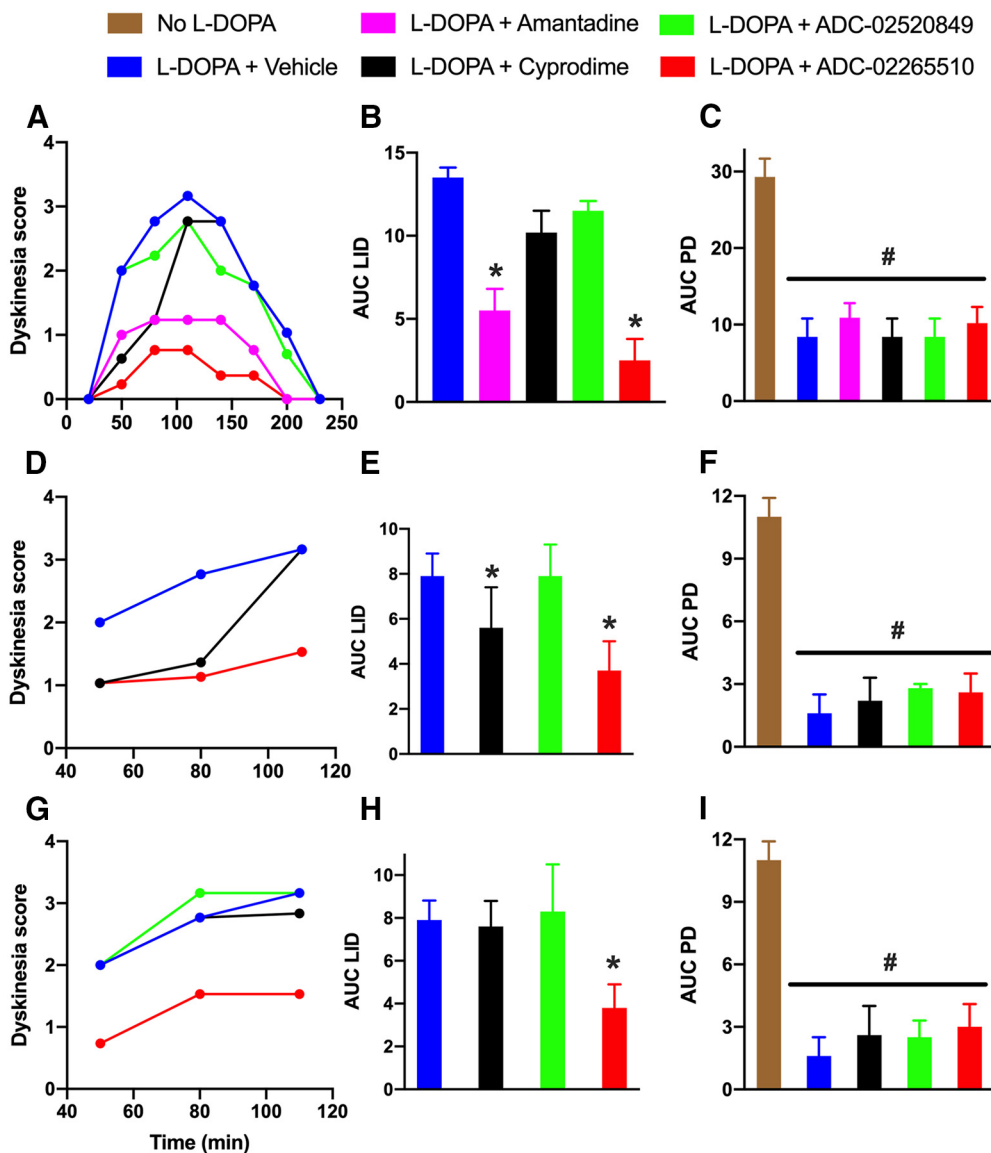 No L-DOPA
L-DOPA + Amantadine
L-DOPA + ADC-02520849
L-DOPA + Vehicle
L-DOPA + Cyprodime
L-DOPA + ADC-02265510
A
4
3
2
1
0
Dyskinesia score
0 50 100 150 200 250
B
15
10
5
0
AUC LID
*
*
C
30
20
10
0
AUC PD
#
D
4
3
2
1
0
Dyskinesia score
40 60 80 100 120
E
10
8
6
4
2
0
AUC LID
*
*
F
12
9
6
3
0
AUC PD
#
G
4
3
2
1
0
Dyskinesia score
40 60 80 100 120
Time (min)
H
10
8
6
4
2
0
AUC LID
*
I
12
9
6
3
0
AUC PD
#